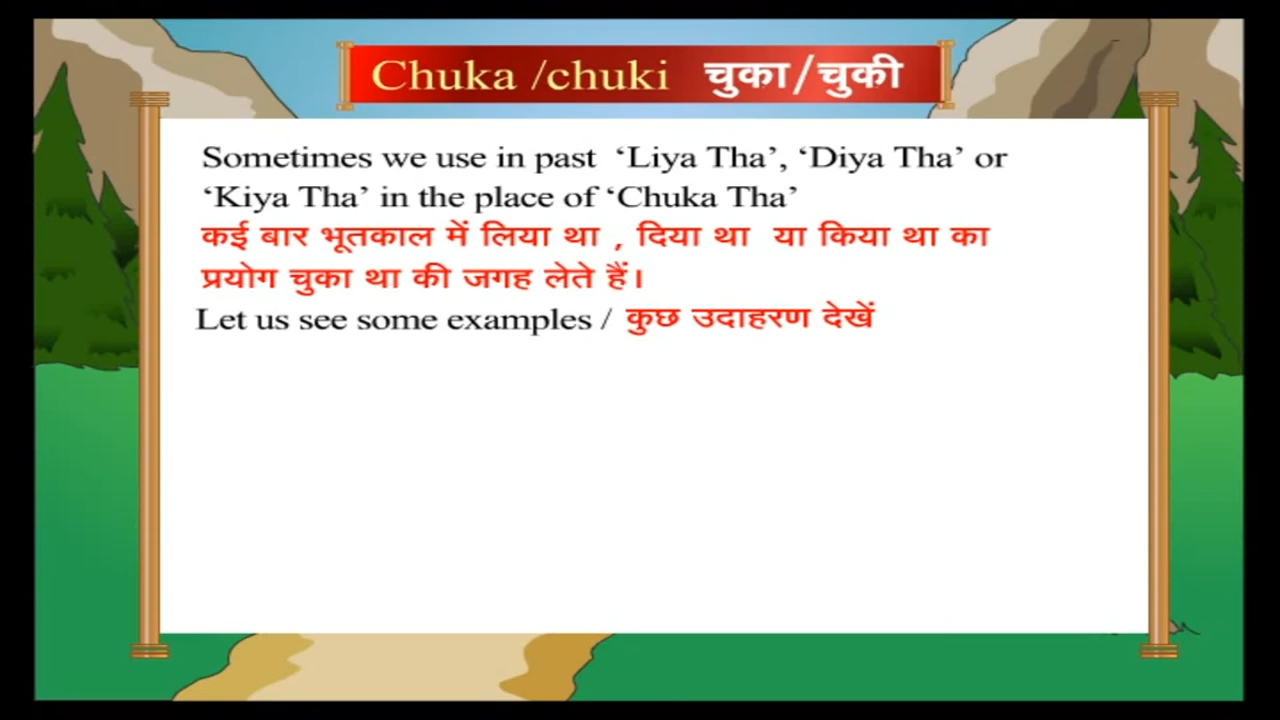 Chuka /chuki चुका/चुकी
Sometimes we use in past ‘Liya Tha’, ‘Diya Tha’ or
‘Kiya Tha’ in the place of ‘Chuka Tha’
कई बार भूतकाल में लिया था , दिया था या किया था का
प्रयोग चुका था की जगह लेते हैं।
Let us see some examples / कुछ उदाहरण देखें